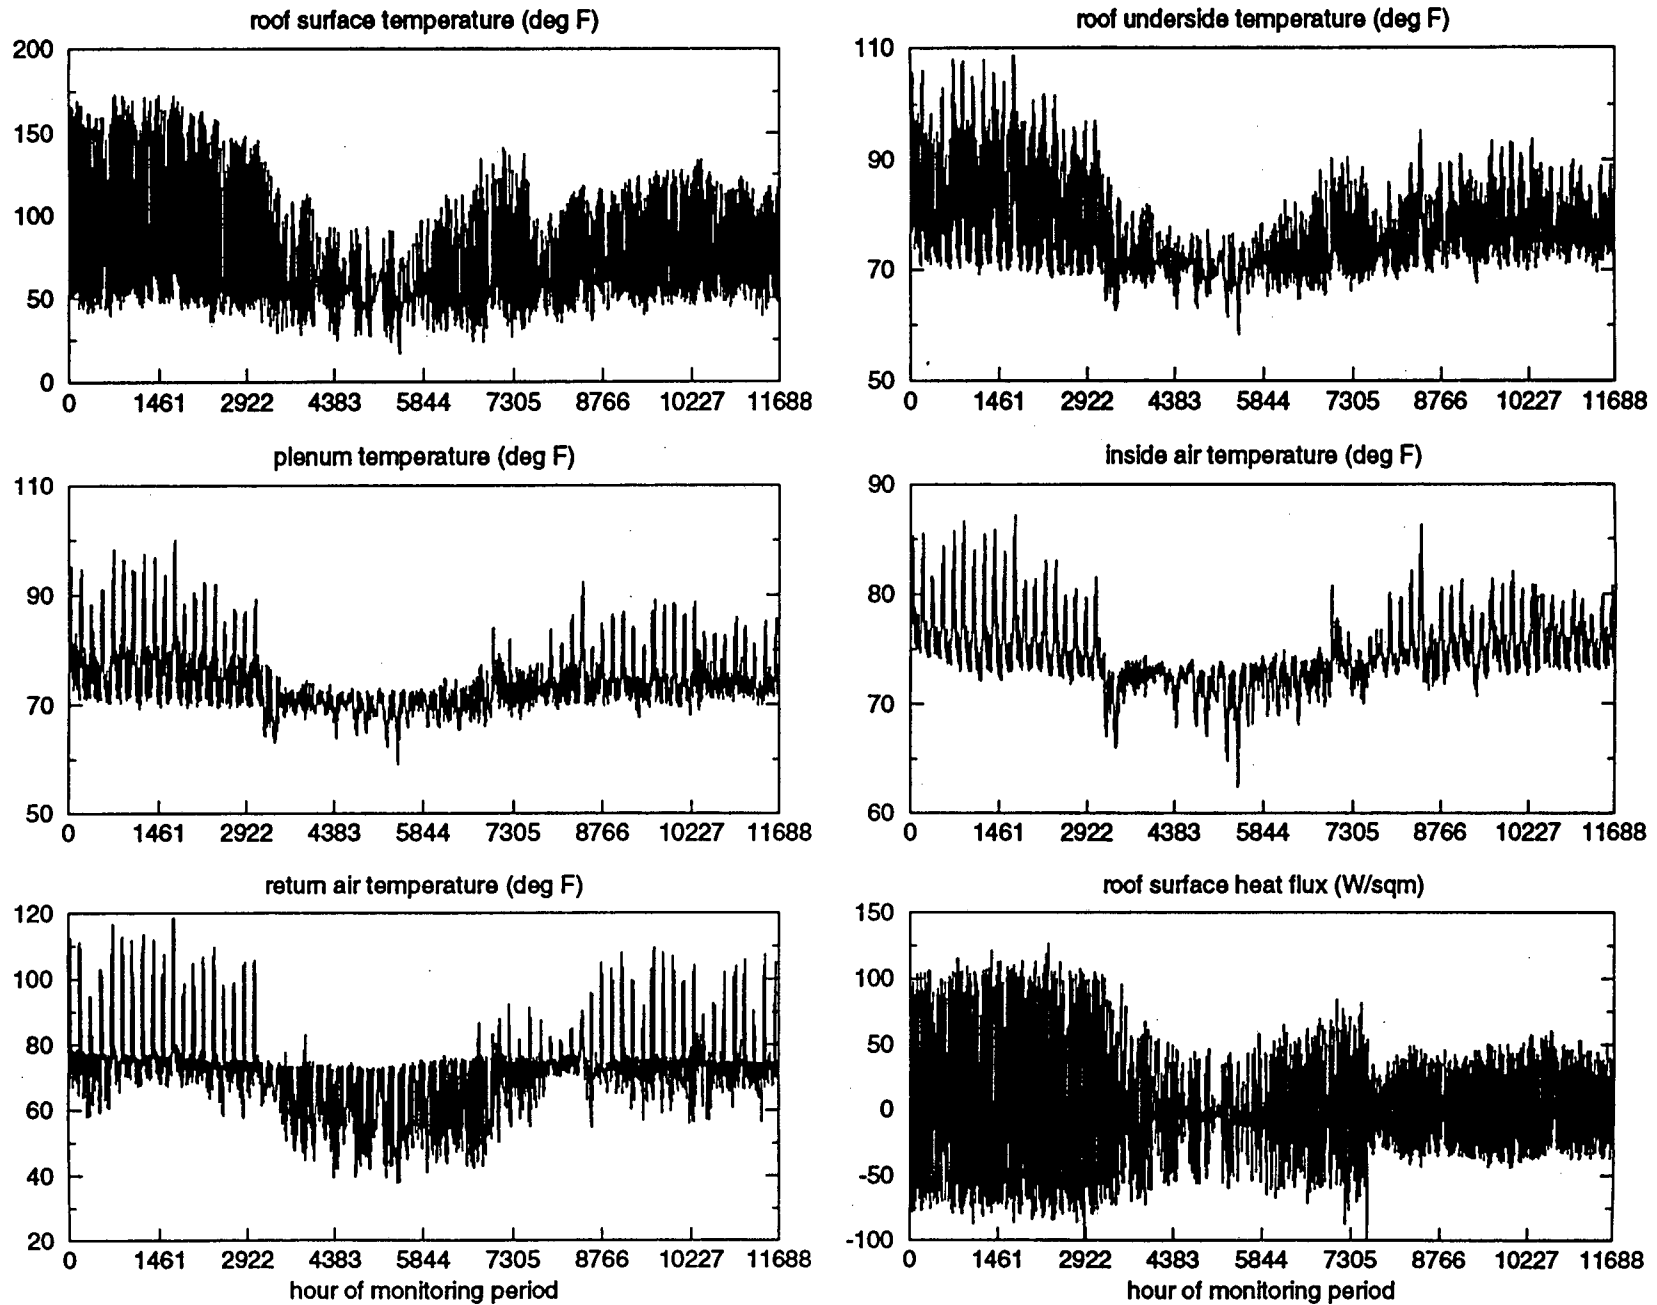 roof surface temperature (deg F)
200
150
100
50
0
0 1461 2922 4383 5844 7305 8766 10227 11688
roof underside temperature (deg F)
110
90
70
50
0 1461 2922 4383 5844 7305 8766 10227 11688
plenum temperature (deg F)
110
90
70
50
0 1461 2922 4383 5844 7305 8766 10227 11688
inside air temperature (deg F)
90
80
70
60
0 1461 2922 4383 5844 7305 8766 10227 11688
return air temperature (deg F)
120
100
80
60
40
20
0 1461 2922 4383 5844 7305 8766 10227 11688
hour of monitoring period
roof surface heat flux (W/sqm)
150
100
50
0
-50
-100
0 1461 2922 4383 5844 7305 8766 10227 11688
hour of monitoring period